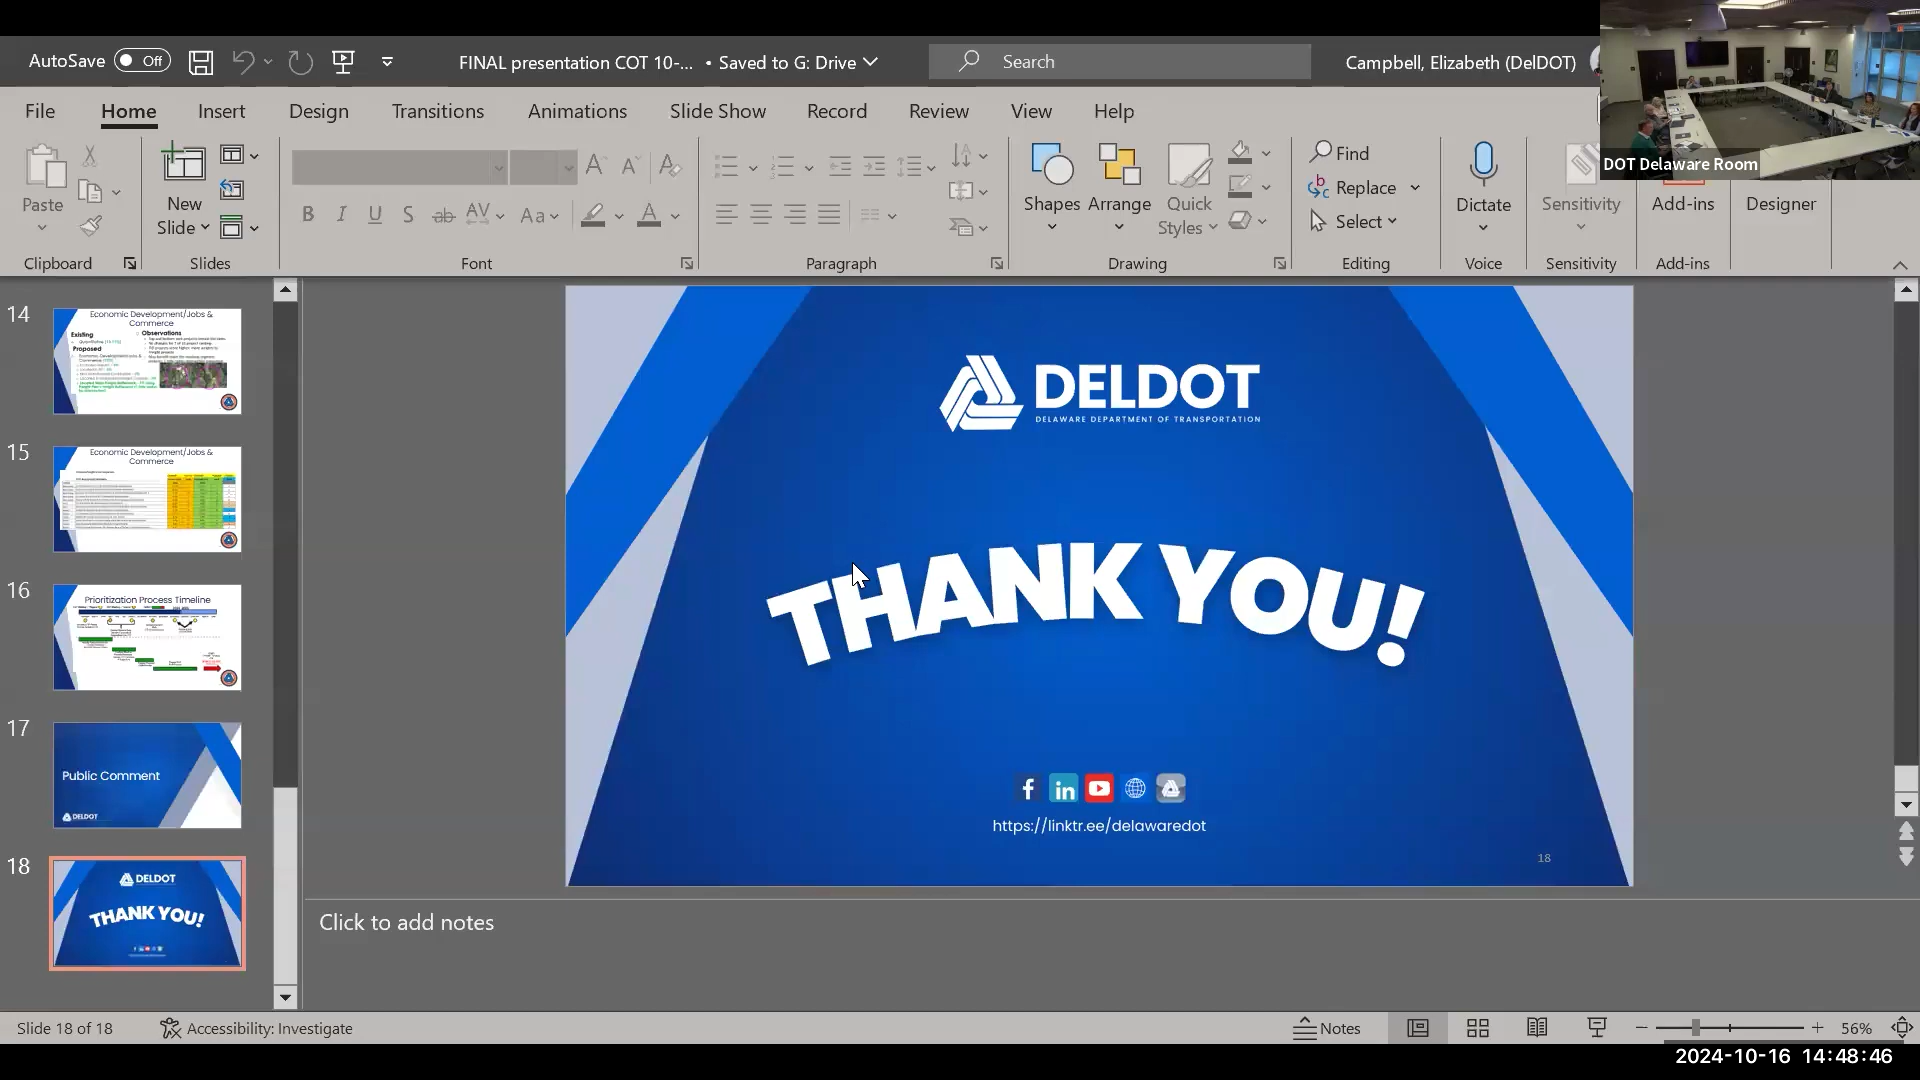 AutoSave Off
FINAL presentation COT 10-... • Saved to G: Drive
Search
Campbell, Elizabeth (DelDOT)
File Home Insert Design Transitions Animations Slide Show Record Review View Help
DOT Delaware Room
Paste
New Slide
Find
Replace
Select
Shapes Arrange Quick Styles
Dictate Sensitivity Add-ins Designer
Clipboard Slides Font Paragraph Drawing Editing Voice Sensitivity Add-ins
14
Economic Development/Jobs &
Commerce
Existing
Observations
Proposed
15
Economic Development/Jobs &
Commerce
16
Prioritization Process Timeline
17
Public Comment
DELDOT
18
DELDOT
THANK YOU!
DELDOT
DELAWARE DEPARTMENT OF TRANSPORTATION
THANK YOU!
https://linktr.ee/delawaredot
18
Click to add notes
Slide 18 of 18
Accessibility: Investigate
Notes
56%
2024-10-16 14:48:46